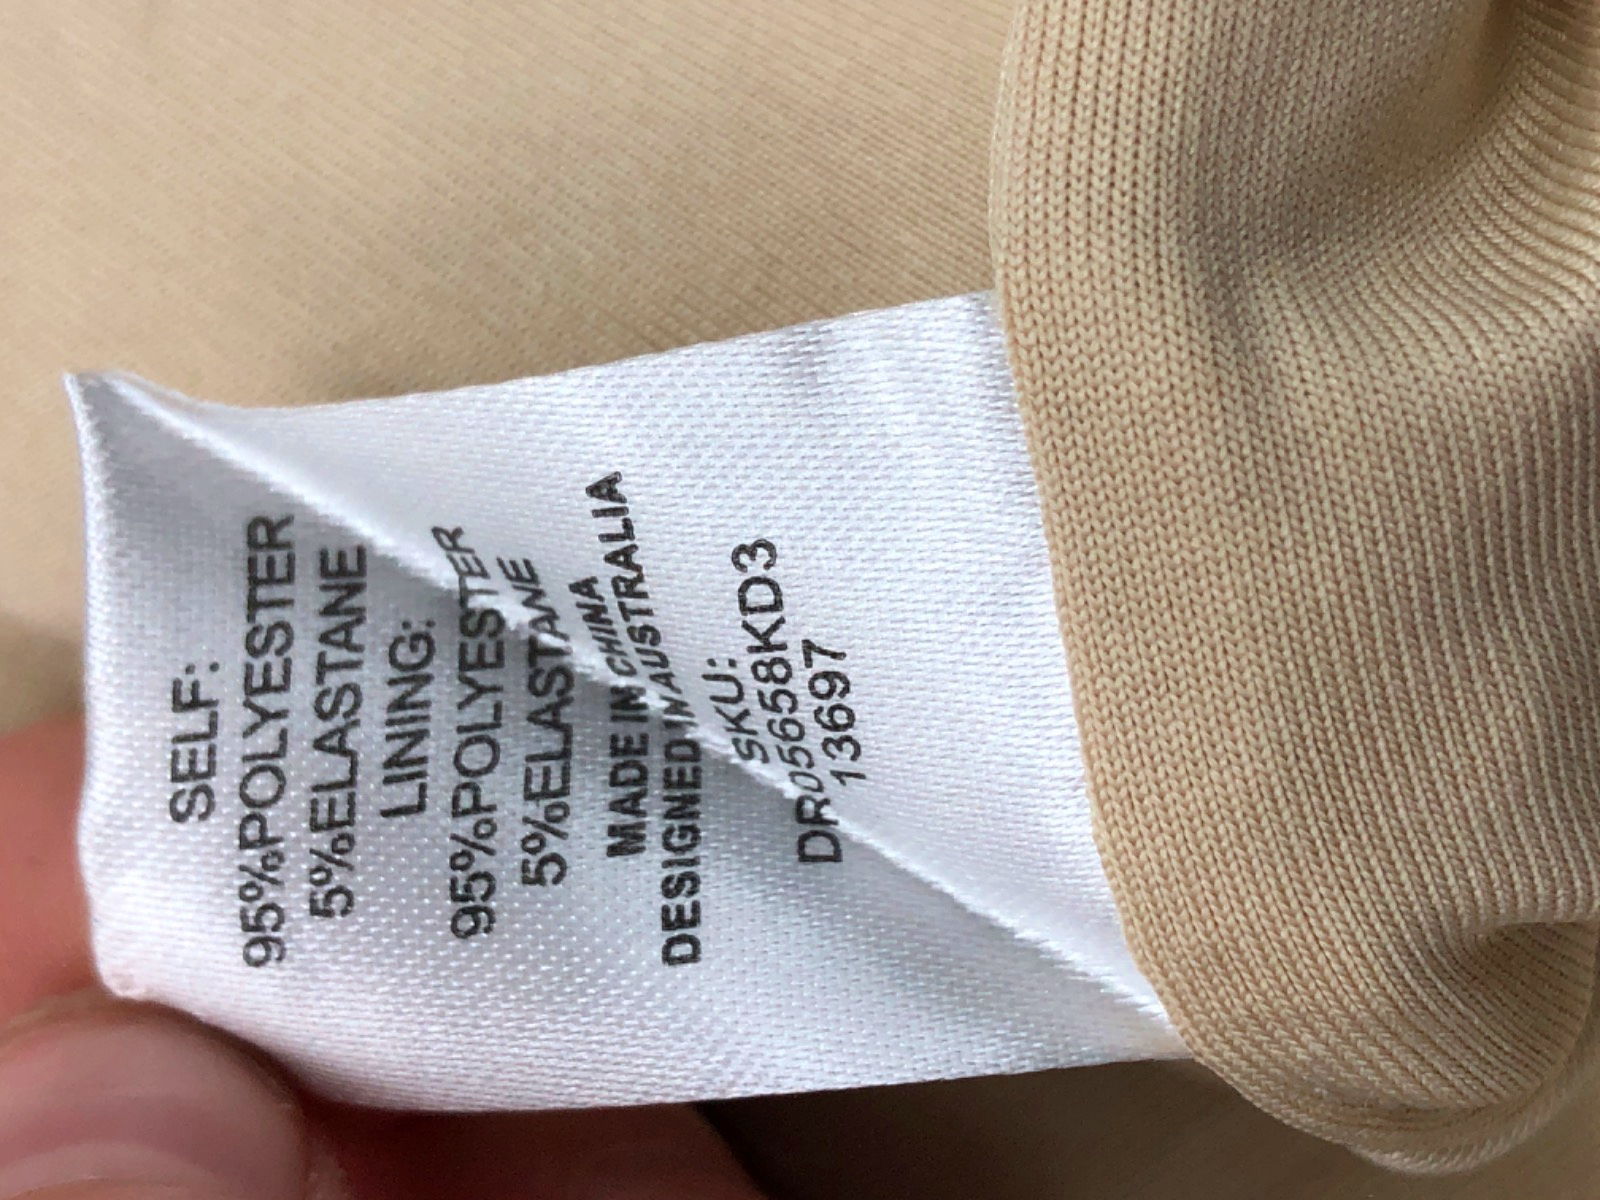 SELF:
95%POLYESTER
5%ELASTANE
LINING:
95%POLYESTER
5%ELASTANE
MADE IN CHINA
DESIGNED IN AUSTRALIA
SKU:
DR05658KD3
13697